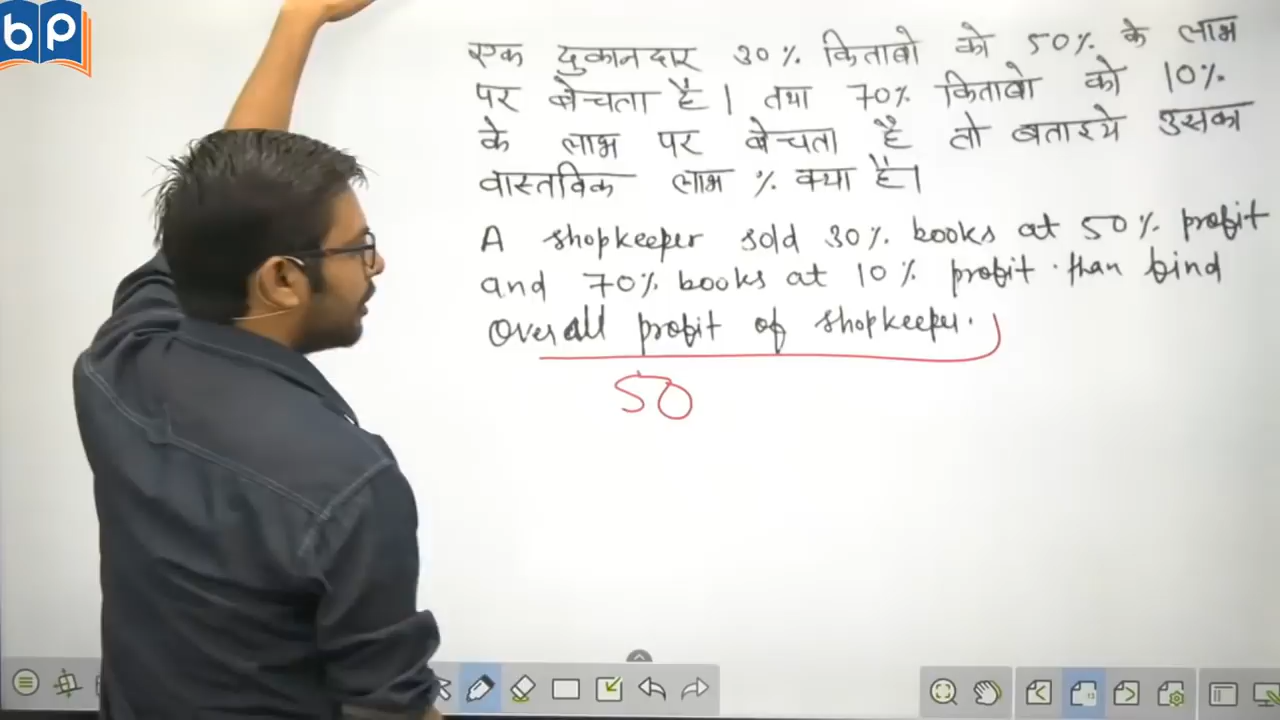 bp
एक दुकानदार 30% किताबो को 50% के लाभ
पर बेचता है। तथा 70% किताबो को 10%
के लाभ पर बेचता है तो बताइये उसका
वास्तविक लाभ % क्या है।
A shopkeeper sold 30% books at 50% profit
and 70% books at 10% profit. than find
overall profit of shopkeeper.
50